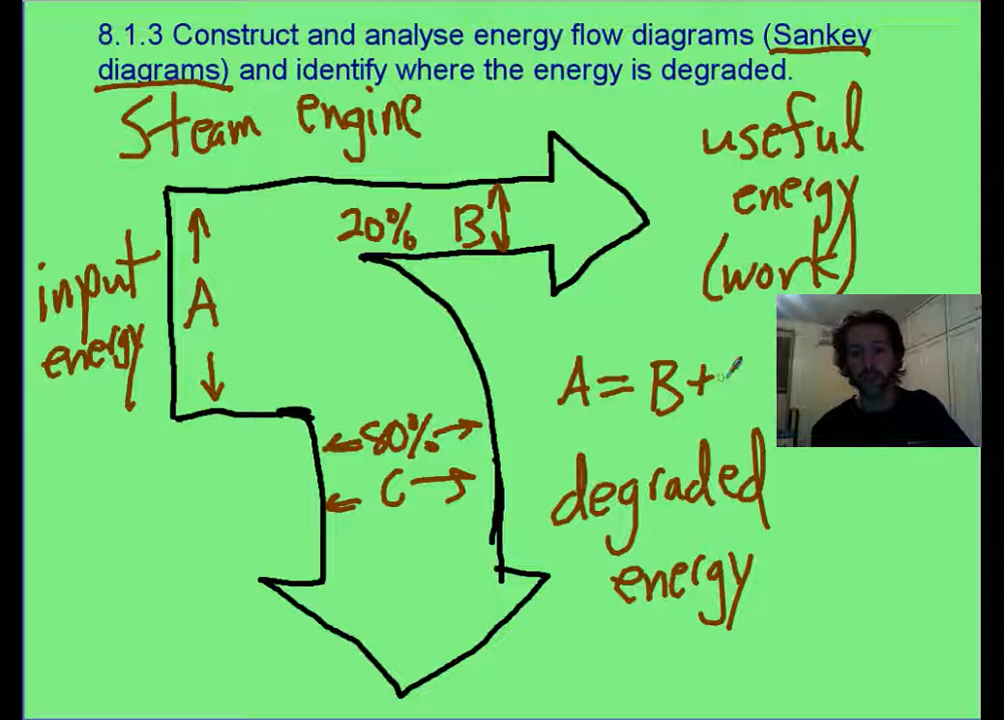 8.1.3 Construct and analyse energy flow diagrams (Sankey
diagrams) and identify where the energy is degraded.
Steam engine
useful
energy
(work)
20% B
input
energy
A
A = B +
80%
C
degraded
energy